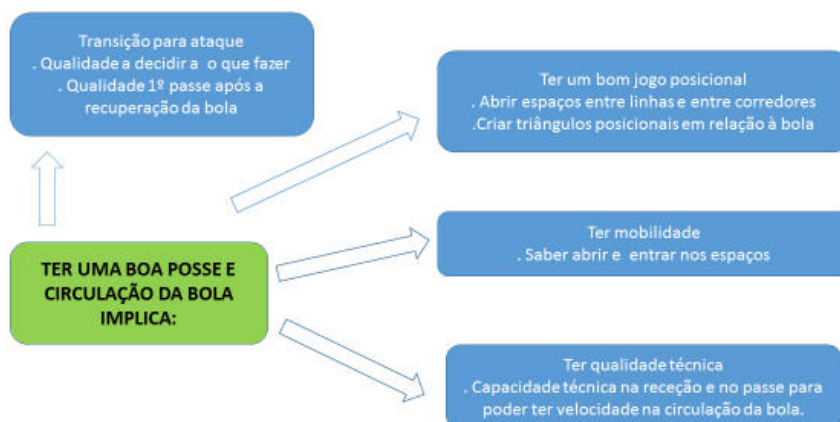 Transição para ataque
. Qualidade a decidir a o que fazer
. Qualidade 1º passe após a
recuperação da bola
Ter um bom jogo posicional
. Abrir espaços entre linhas e entre corredores
.Criar triângulos posicionais em relação à bola
Ter mobilidade
. Saber abrir e entrar nos espaços
TER UMA BOA POSSE E
CIRCULAÇÃO DA BOLA
IMPLICA:
Ter qualidade técnica
. Capacidade técnica na receção e no passe para
poder ter velocidade na circulação da bola.